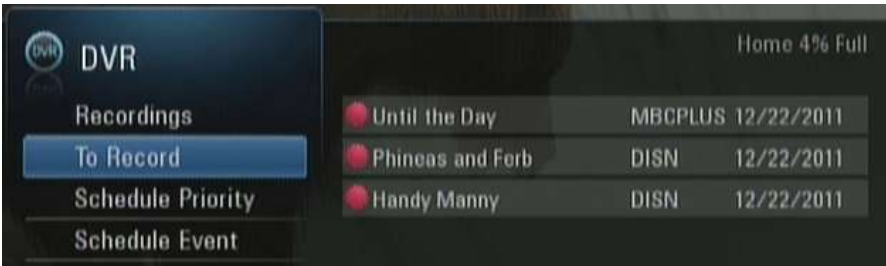 DVR
DVR
Home 4% Full
Recordings
To Record
Schedule Priority
Schedule Event
Until the Day MBCPLUS 12/22/2011
Phineas and Ferb DISN 12/22/2011
Handy Manny DISN 12/22/2011